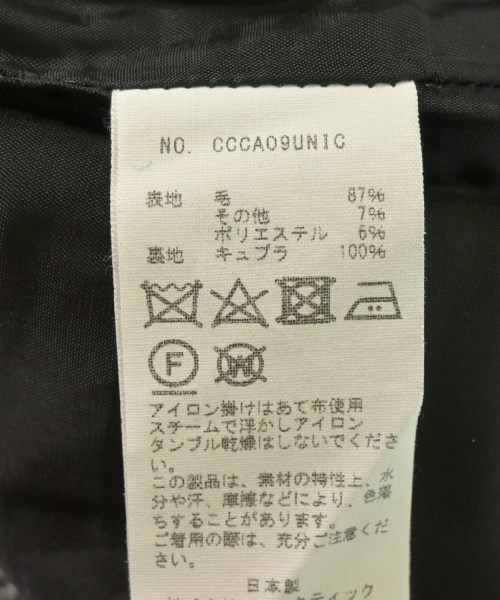 NO. CCCA09UNIC
表地 毛 87%
その他 7%
ポリエステル 6%
裏地 キュプラ 100%
F
W
アイロン掛けはあて布使用
スチームで浮かしアイロン
タンブル乾燥はしないでくださ
い。
この製品は、素材の特性上、水
分や汗、摩擦などにより、色落
ちすることがあります。
ご着用の際は、充分ご注意くだ
さい。
日本製
ティック